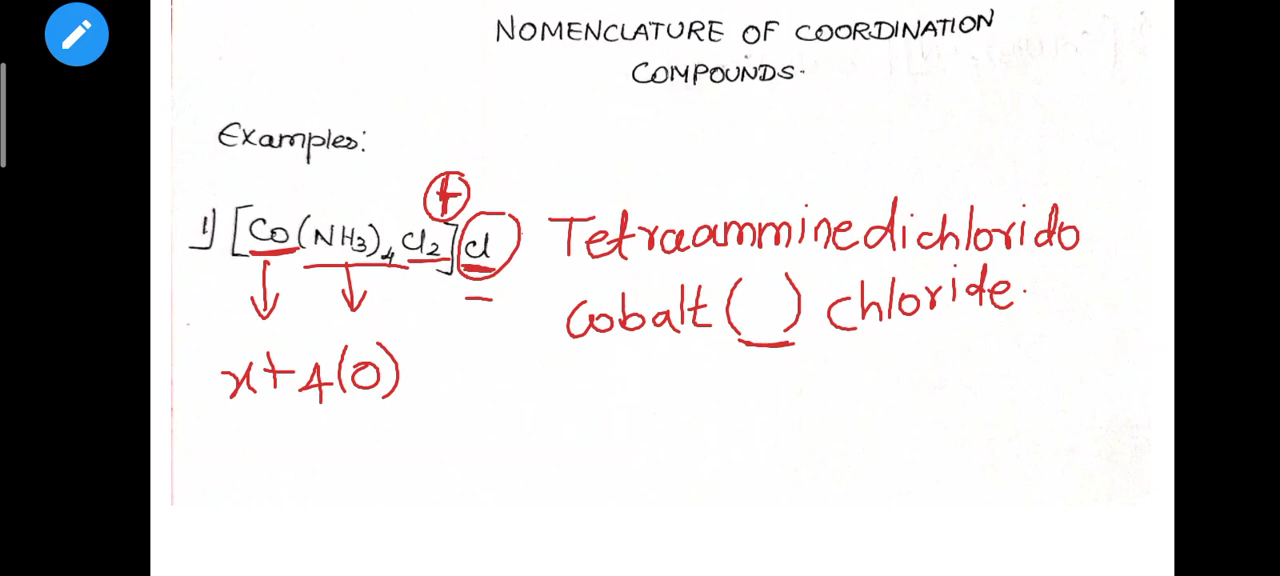 NOMENCLATURE OF COORDINATION
COMPOUNDS.
Examples:
1) [Co(NH3)4Cl2]Cl
+
Tetraamminedichlorido
cobalt ( ) chloride.
x+4(0)